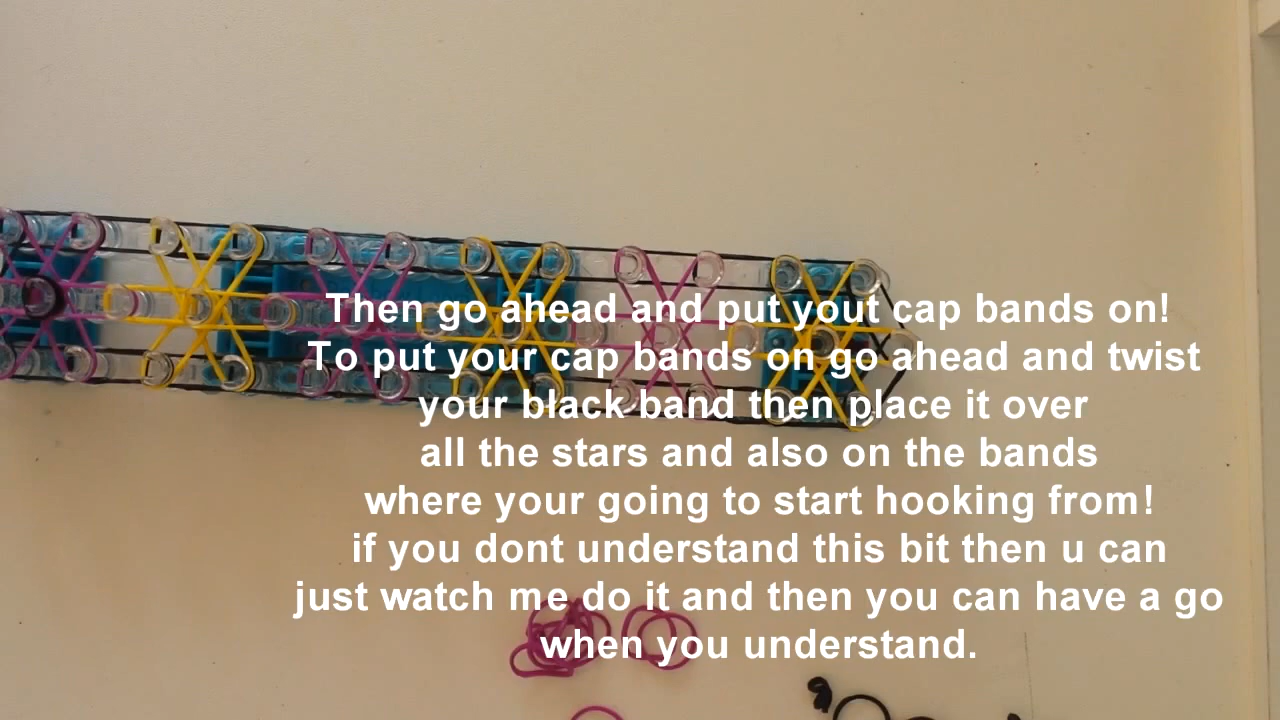 Then go ahead and put yout cap bands on!
To put your cap bands on go ahead and twist
your black band then place it over
all the stars and also on the bands
where your going to start hooking from!
if you dont understand this bit then u can
just watch me do it and then you can have a go
when you understand.